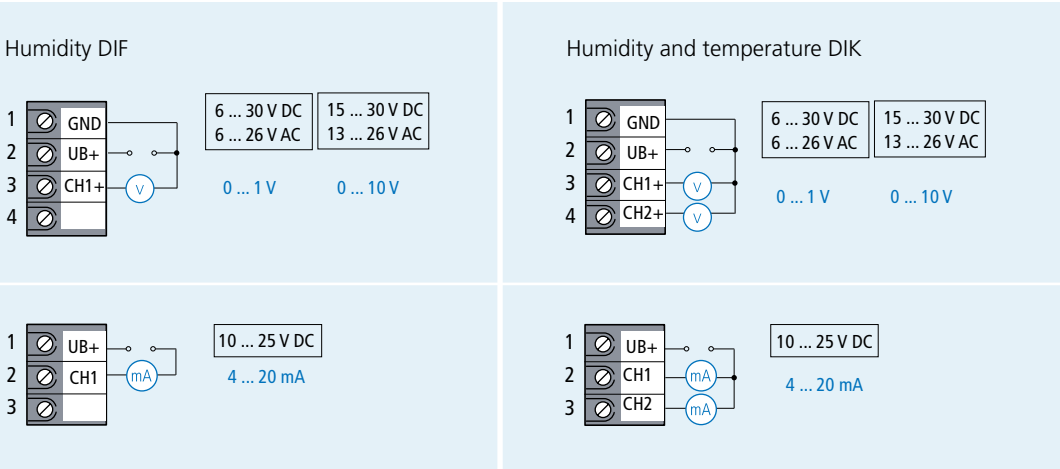 Humidity DIF
1 GND
2 UB+
3 CH1+ V
4
6 ... 30 V DC
6 ... 26 V AC
15 ... 30 V DC
13 ... 26 V AC
0 ... 1 V
0 ... 10 V
Humidity and temperature DIK
1 GND
2 UB+
3 CH1+ V
4 CH2+ V
6 ... 30 V DC
6 ... 26 V AC
15 ... 30 V DC
13 ... 26 V AC
0 ... 1 V
0 ... 10 V
1 UB+
2 CH1 mA
3
10 ... 25 V DC
4 ... 20 mA
1 UB+
2 CH1 mA
3 CH2 mA
10 ... 25 V DC
4 ... 20 mA